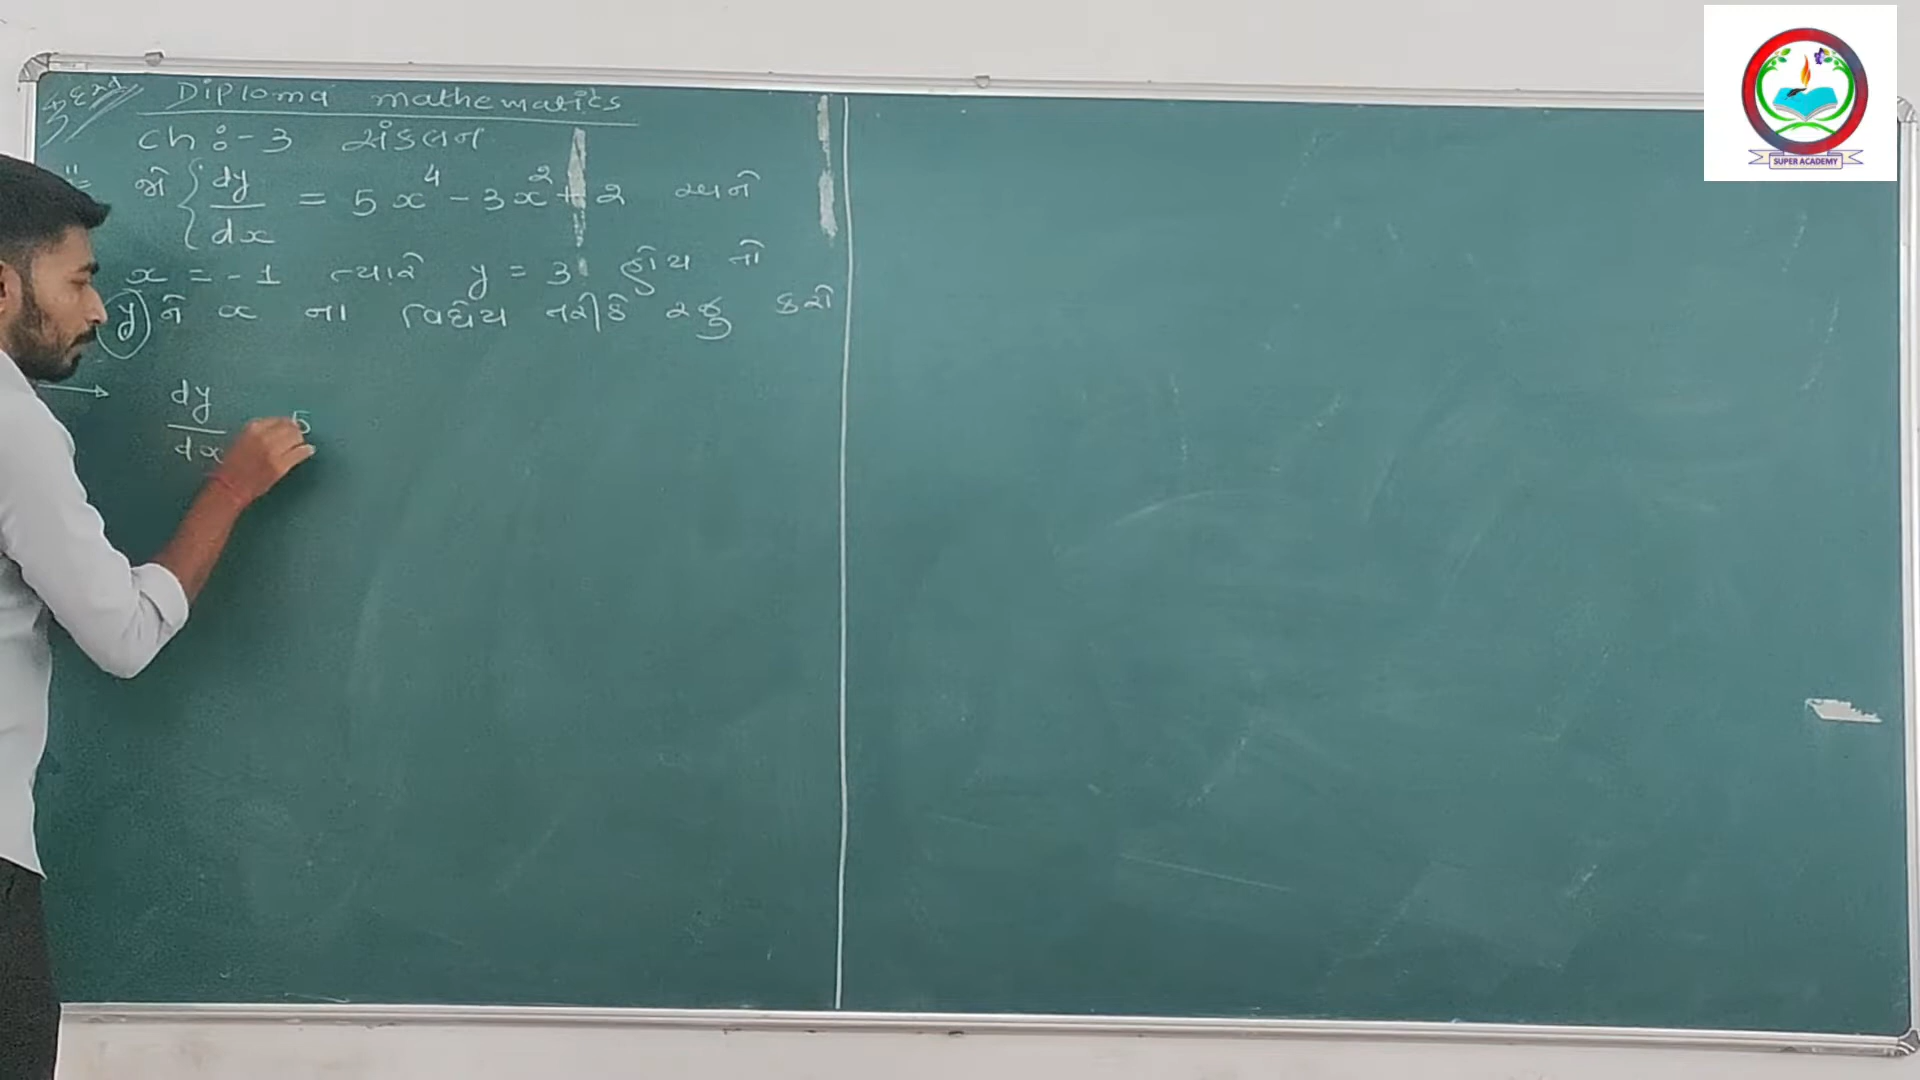 Diploma mathematics
ch :- 3 સંકલન
જો { dy/dx = 5x⁴ - 3x² + 2 અને
x = -1 ત્યારે y = 3 હોય તો
y ને x ના વિધેય તરીકે રજુ કરો
→ dy/dx 5
SUPER ACADEMY